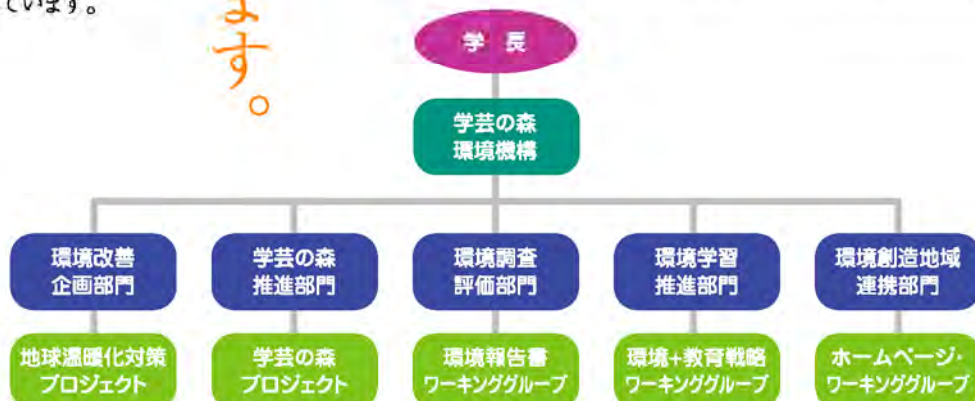 ています。
ます。
学 長
学芸の森
環境機構
環境改善
企画部門
学芸の森
推進部門
環境調査
評価部門
環境学習
推進部門
環境創造地域
連携部門
地球温暖化対策
プロジェクト
学芸の森
プロジェクト
環境報告書
ワーキンググループ
環境+教育戦略
ワーキンググループ
ホームページ・
ワーキンググループ